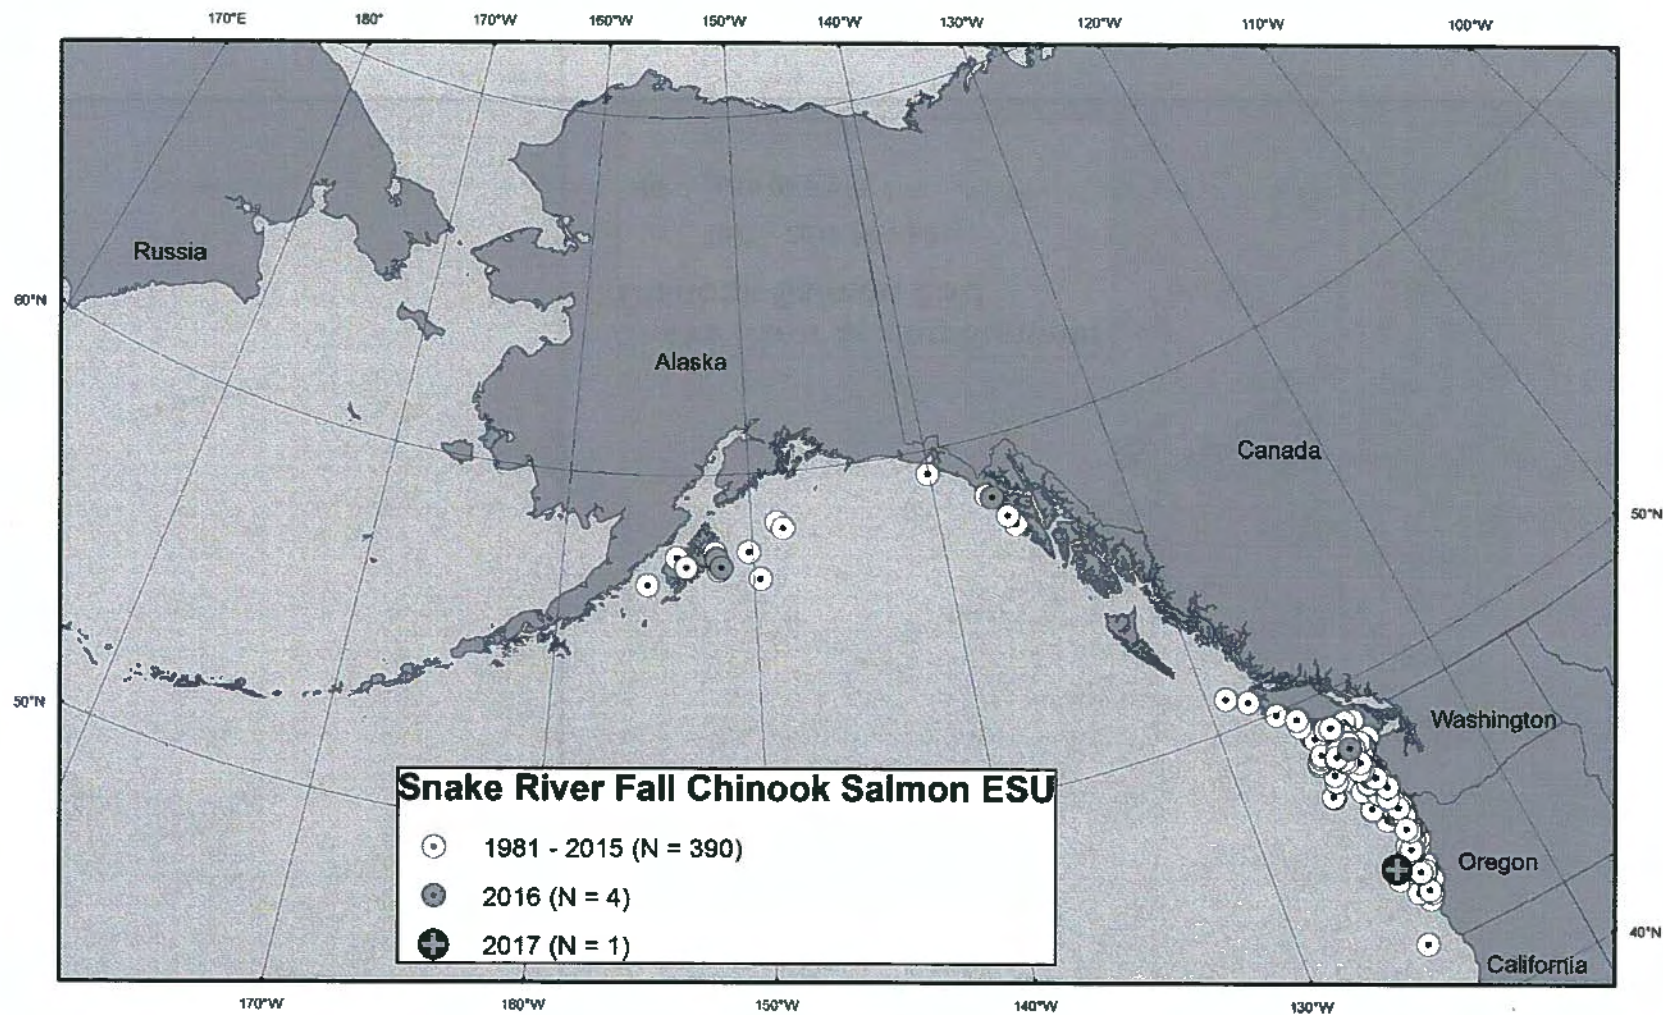 170°E 180° 170°W 160°W 150°W 140°W 130°W 120°W 110°W 100°W
Russia
60°N
Alaska
Canada
50°N
50°N
Washington
Snake River Fall Chinook Salmon ESU
1981 - 2015 (N = 390)
Oregon
2016 (N = 4)
40°N
2017 (N = 1)
California
170°W 180°W 150°W 140°W 130°W